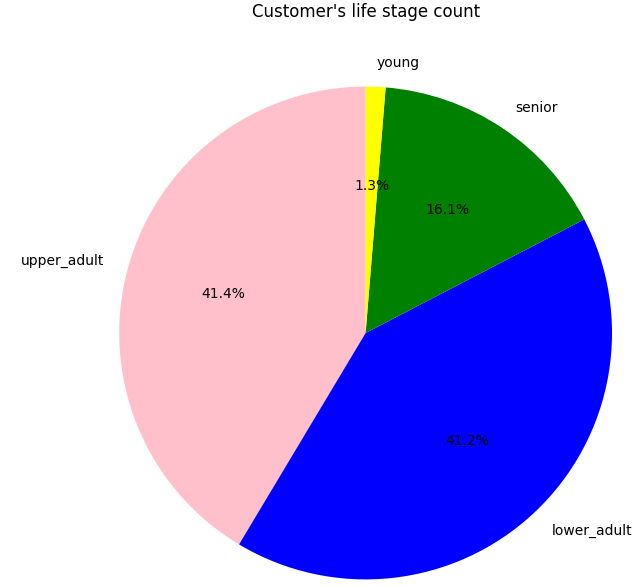 Customer's life stage count
young
senior
1.3%
16.1%
upper_adult
41.4%
41.2%
lower_adult